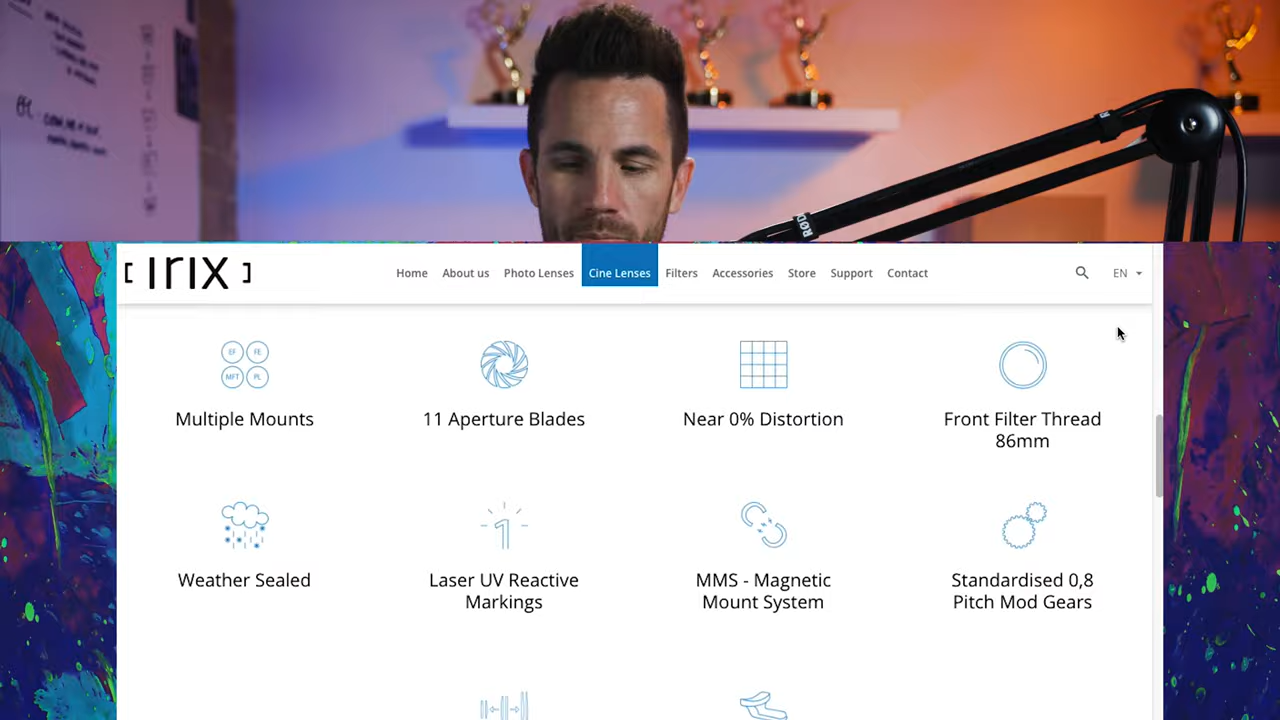 RØDE
[ IRIX ]
Home About us Photo Lenses Cine Lenses Filters Accessories Store Support Contact EN
EF FE
MFT PL
Multiple Mounts
11 Aperture Blades
Near 0% Distortion
Front Filter Thread
86mm
1
Weather Sealed
Laser UV Reactive
Markings
MMS - Magnetic
Mount System
Standardised 0,8
Pitch Mod Gears